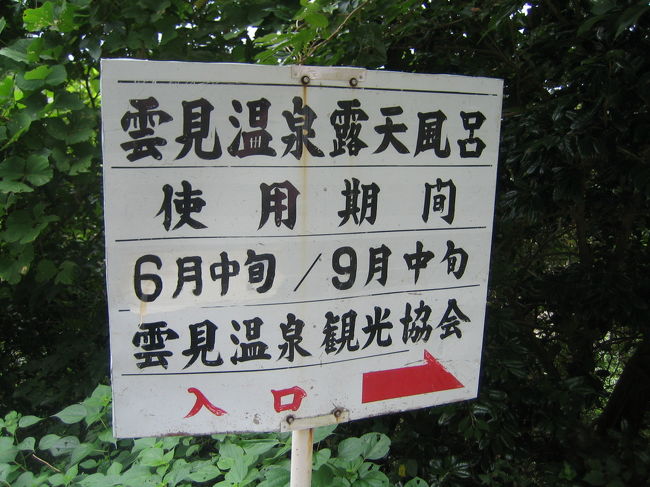 雲見温泉露天風呂
使用期間
6月中旬/9月中旬
雲見温泉観光協会
入口